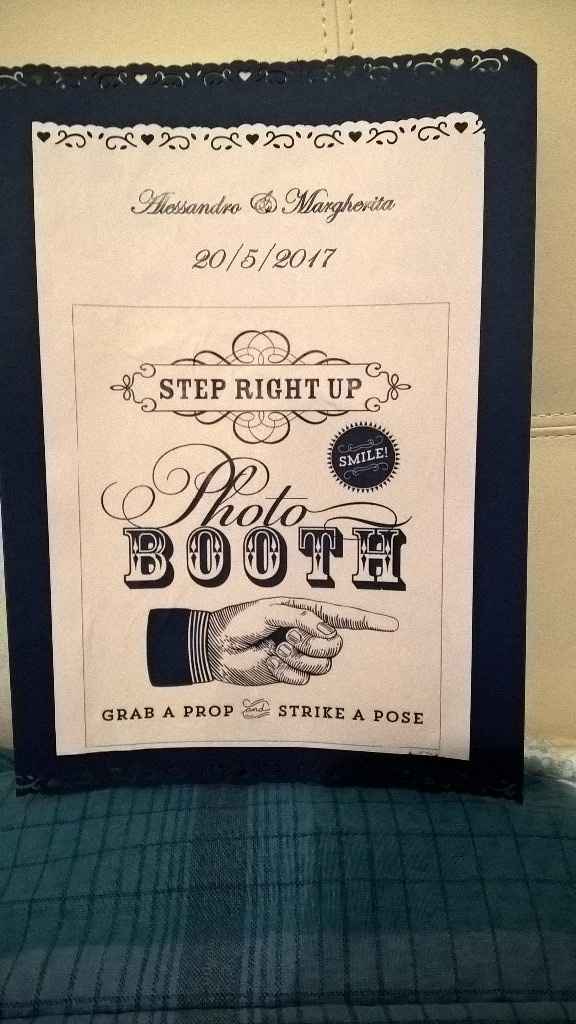 Alessandro & Margherita
20/5/2017
STEP RIGHT UP
SMILE!
Photo
BOOTH
GRAB A PROP and STRIKE A POSE